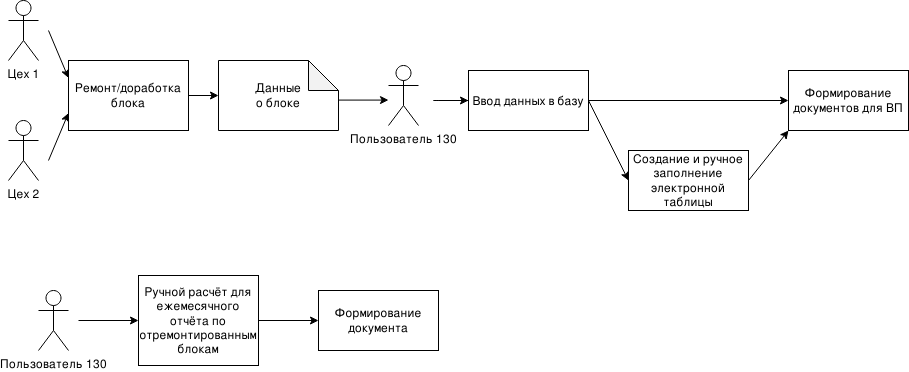 Цех 1
Ремонт/доработка
блока
Данные
о блоке
Пользователь 130
Ввод данных в базу
Формирование
документов для ВП
Создание и ручное
заполнение
электронной
таблицы
Цех 2
Пользователь 130
Ручной расчёт для
ежемесячного
отчёта по
отремонтированным
блокам
Формирование
документа